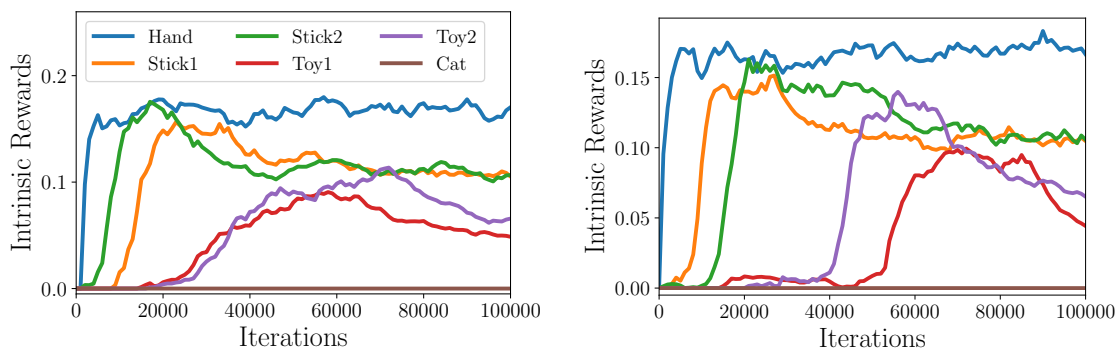 Intrinsic Rewards
0.2
0.1
0.0
Hand
Stick2
Toy2
Stick1
Toy1
Cat
0 20000 40000 60000 80000 100000
Iterations
Intrinsic Rewards
0.15
0.10
0.05
0.00
0 20000 40000 60000 80000 100000
Iterations